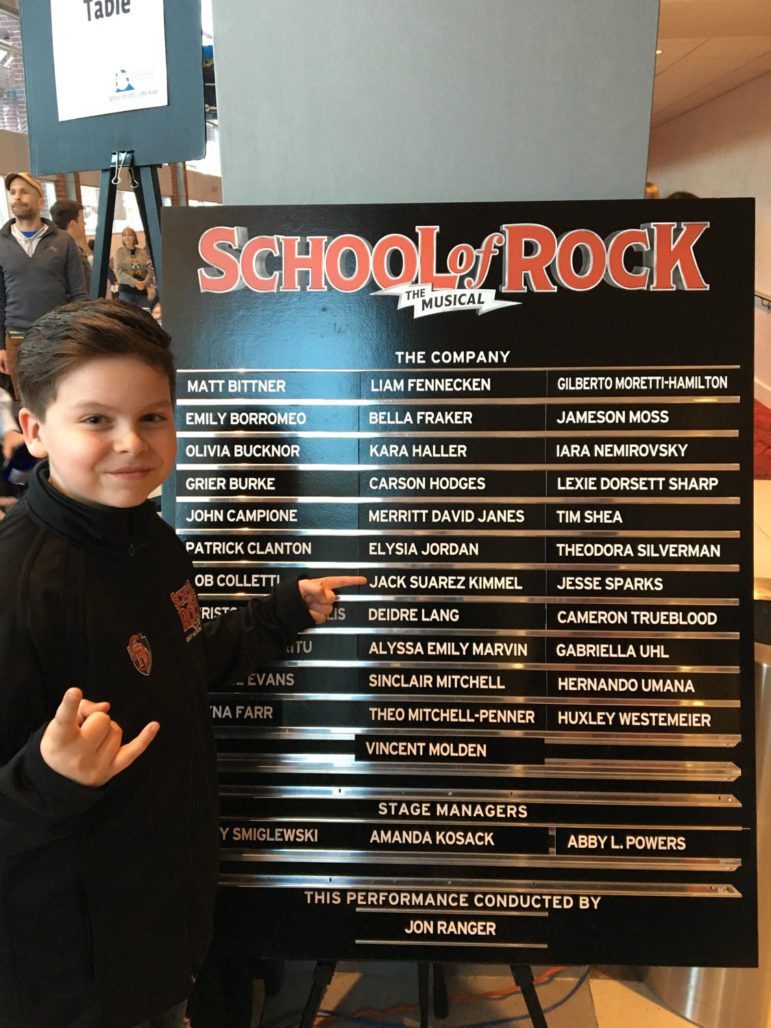 Table
SCHOOL of ROCK
THE MUSICAL
THE COMPANY
MATT BITTNER LIAM FENNECKEN GILBERTO MORETTI-HAMILTON
EMILY BORROMEO BELLA FRAKER JAMESON MOSS
OLIVIA BUCKNOR KARA HALLER IARA NEMIROVSKY
GRIER BURKE CARSON HODGES LEXIE DORSETT SHARP
JOHN CAMPIONE MERRITT DAVID JANES TIM SHEA
PATRICK CLANTON ELYSIA JORDAN THEODORA SILVERMAN
OB COLLETTI JACK SUAREZ KIMMEL JESSE SPARKS
DEIDRE LANG CAMERON TRUEBLOOD
ALYSSA EMILY MARVIN GABRIELLA UHL
EVANS SINCLAIR MITCHELL HERNANDO UMANA
NA FARR THEO MITCHELL-PENNER HUXLEY WESTEMEIER
VINCENT MOLDEN
STAGE MANAGERS
Y SMIGLEWSKI AMANDA KOSACK ABBY L. POWERS
THIS PERFORMANCE CONDUCTED BY
JON RANGER